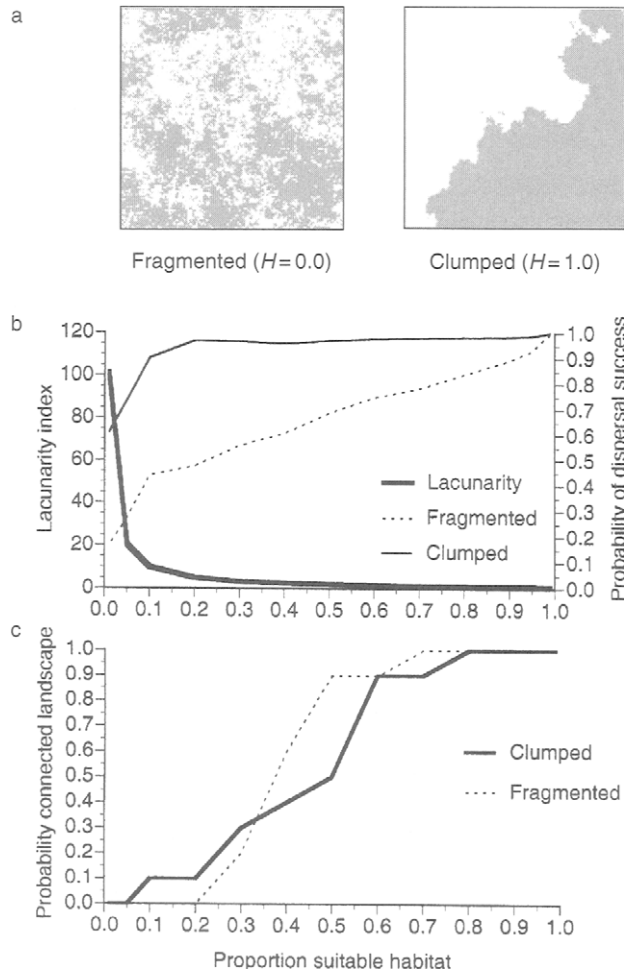 a
Fragmented (H=0.0)
Clumped (H=1.0)
b
Lacunarity index
120
100
80
60
40
20
0
Probability of dispersal success
1.0
0.9
0.8
0.7
0.6
0.5
0.4
0.3
0.2
0.1
0.0
Lacunarity
Fragmented
Clumped
0.0 0.1 0.2 0.3 0.4 0.5 0.6 0.7 0.8 0.9 1.0
c
Probability connected landscape
1.0
0.9
0.8
0.7
0.6
0.5
0.4
0.3
0.2
0.1
0.0
Clumped
Fragmented
0.0 0.1 0.2 0.3 0.4 0.5 0.6 0.7 0.8 0.9 1.0
Proportion suitable habitat